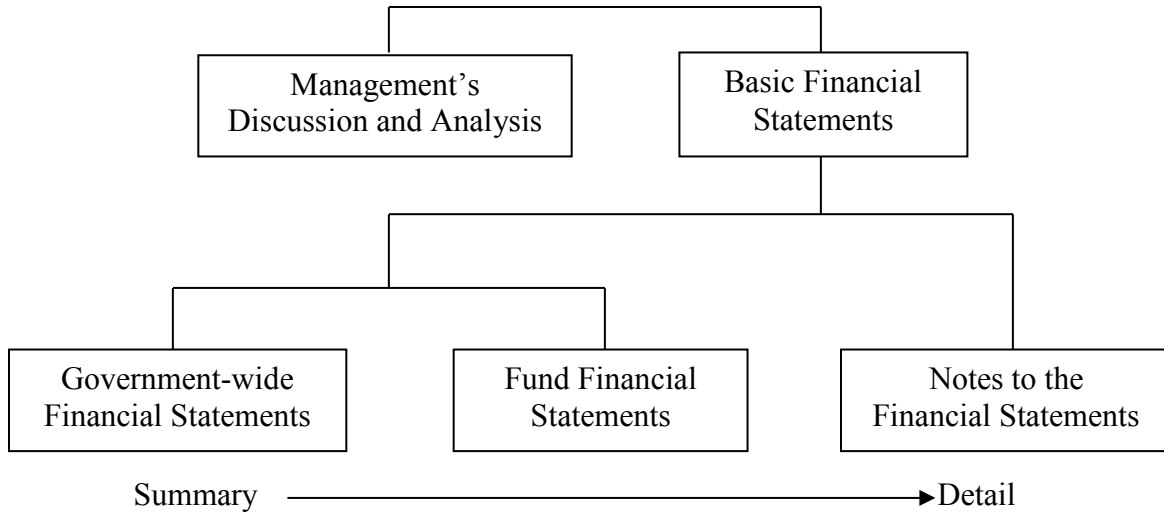 Management’s
Discussion and Analysis
Basic Financial
Statements
Government-wide
Financial Statements
Fund Financial
Statements
Notes to the
Financial Statements
Summary
Detail